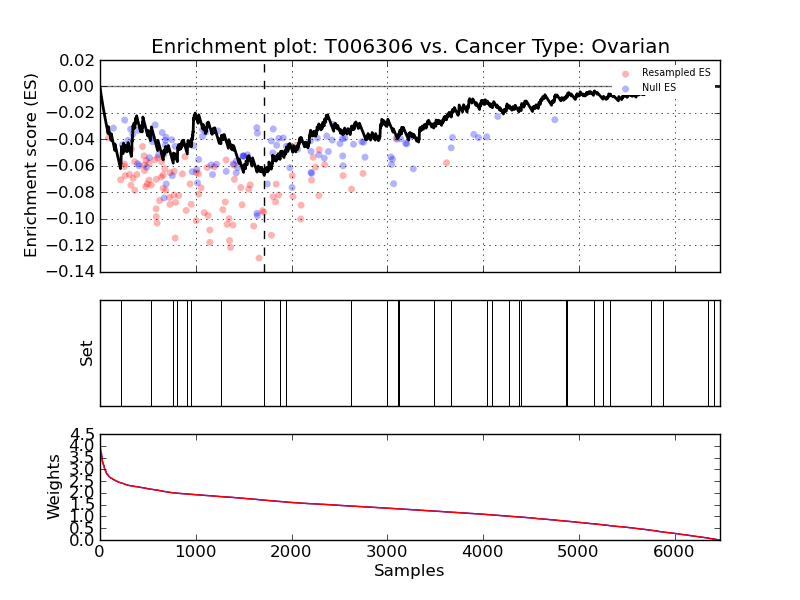 Enrichment plot: T006306 vs. Cancer Type: Ovarian
Enrichment score (ES)
0.02
0.00
−0.02
−0.04
−0.06
−0.08
−0.10
−0.12
−0.14
Resampled ES
Null ES
Set
Weights
4.5
4.0
3.5
3.0
2.5
2.0
1.5
1.0
0.5
0.0
0 1000 2000 3000 4000 5000 6000
Samples